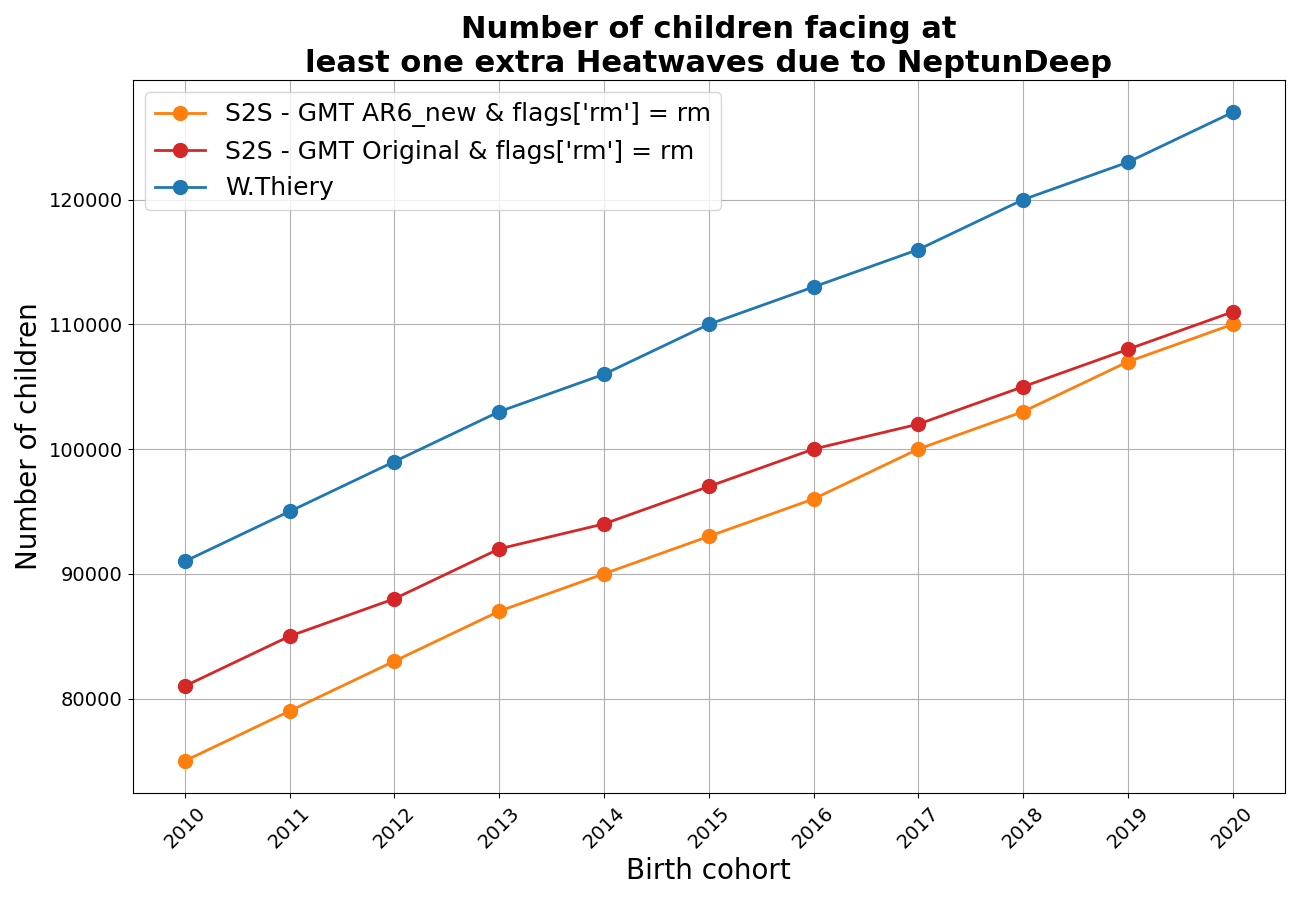 Number of children facing at
least one extra Heatwaves due to NeptunDeep
S2S - GMT AR6_new & flags['rm'] = rm
S2S - GMT Original & flags['rm'] = rm
W.Thiery
Number of children
120000
110000
100000
90000
80000
2010
2011
2012
2013
2014
2015
2016
2017
2018
2019
2020
Birth cohort